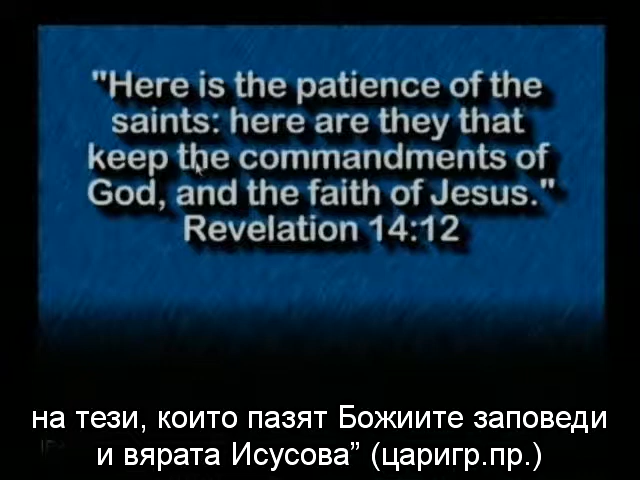 "Here is the patience of the
saints: here are they that
keep the commandments of
God, and the faith of Jesus."
Revelation 14:12
на тези, които пазят Божиите заповеди
и вярата Исусова” (царигр.пр.)